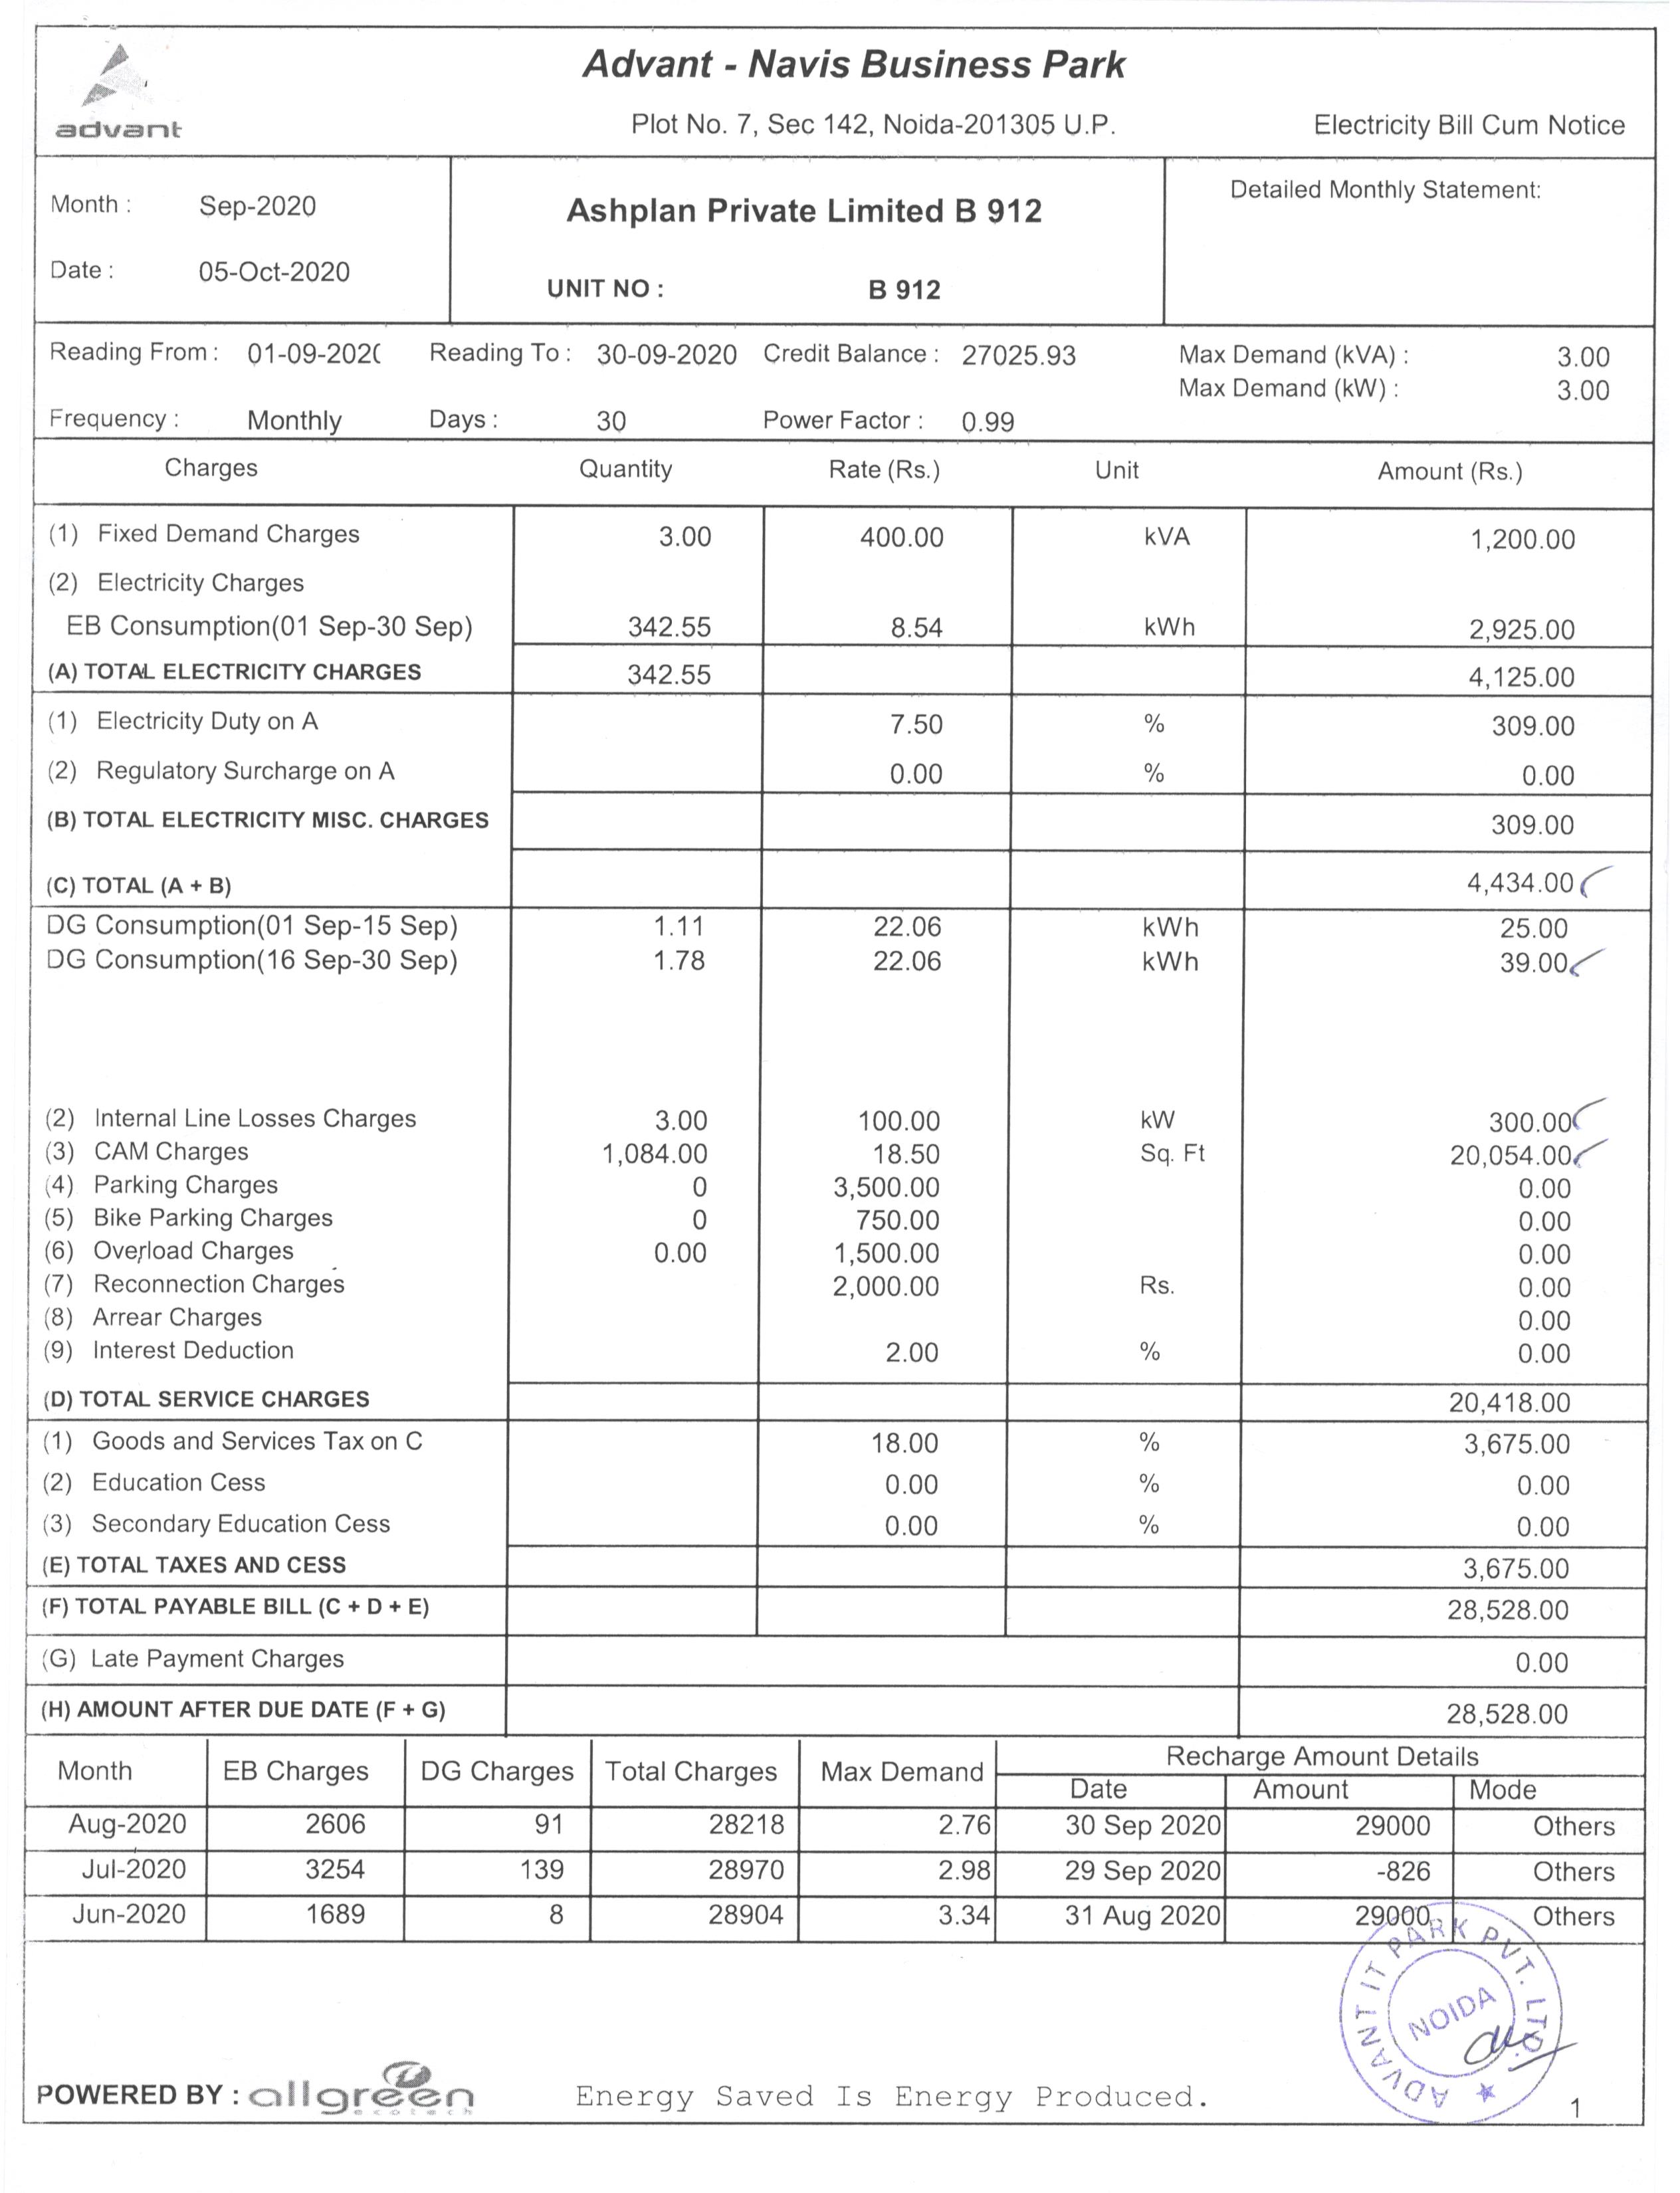 advant
Advant - Navis Business Park
Plot No. 7, Sec 142, Noida-201305 U.P.
Electricity Bill Cum Notice
Month : Sep-2020
Date : 05-Oct-2020
Ashplan Private Limited B 912
UNIT NO : B 912
Detailed Monthly Statement:
Reading From : 01-09-202( Reading To : 30-09-2020 Credit Balance : 27025.93 Max Demand (kVA) : 3.00
Max Demand (kW) : 3.00
Frequency : Monthly Days : 30 Power Factor : 0.99
Charges Quantity Rate (Rs.) Unit Amount (Rs.)
(1) Fixed Demand Charges 3.00 400.00 kVA 1,200.00
(2) Electricity Charges
EB Consumption(01 Sep-30 Sep) 342.55 8.54 kWh 2,925.00
(A) TOTAL ELECTRICITY CHARGES 342.55 4,125.00
(1) Electricity Duty on A 7.50 % 309.00
(2) Regulatory Surcharge on A 0.00 % 0.00
(B) TOTAL ELECTRICITY MISC. CHARGES 309.00
(C) TOTAL (A + B) 4,434.00
DG Consumption(01 Sep-15 Sep) 1.11 22.06 kWh 25.00
DG Consumption(16 Sep-30 Sep) 1.78 22.06 kWh 39.00
(2) Internal Line Losses Charges 3.00 100.00 kW 300.00
(3) CAM Charges 1,084.00 18.50 Sq. Ft 20,054.00
(4) Parking Charges 0 3,500.00 0.00
(5) Bike Parking Charges 0 750.00 0.00
(6) Overload Charges 0.00 1,500.00 0.00
(7) Reconnection Charges 2,000.00 Rs. 0.00
(8) Arrear Charges 0.00
(9) Interest Deduction 2.00 % 0.00
(D) TOTAL SERVICE CHARGES 20,418.00
(1) Goods and Services Tax on C 18.00 % 3,675.00
(2) Education Cess 0.00 % 0.00
(3) Secondary Education Cess 0.00 % 0.00
(E) TOTAL TAXES AND CESS 3,675.00
(F) TOTAL PAYABLE BILL (C + D + E) 28,528.00
(G) Late Payment Charges 0.00
(H) AMOUNT AFTER DUE DATE (F + G) 28,528.00
Month EB Charges DG Charges Total Charges Max Demand Recharge Amount Details
Date Amount Mode
Aug-2020 2606 91 28218 2.76 30 Sep 2020 29000 Others
Jul-2020 3254 139 28970 2.98 29 Sep 2020 -826 Others
Jun-2020 1689 8 28904 3.34 31 Aug 2020 29000 Others
ADVANT IT PARK PVT. LTD.
NOIDA
POWERED BY : allgreen
ecotech
Energy Saved Is Energy Produced.
1